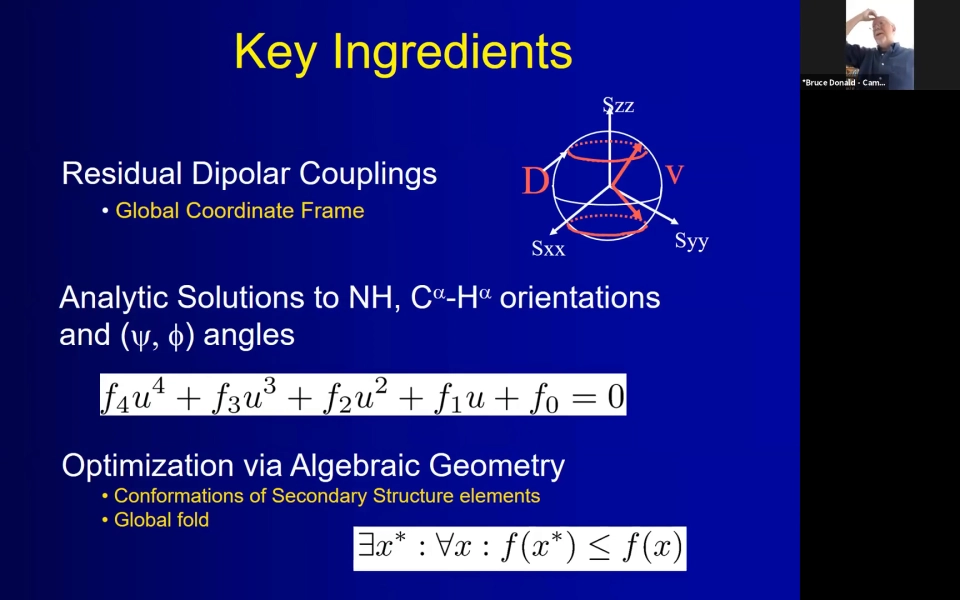 Key Ingredients
*Bruce Donald - Cam...
Szz
Residual Dipolar Couplings
D
v
• Global Coordinate Frame
Sxx
Syy
Analytic Solutions to NH, Cᵅ-Hᵅ orientations
and (ψ, ϕ) angles
f₄u⁴ + f₃u³ + f₂u² + f₁u + f₀ = 0
Optimization via Algebraic Geometry
• Conformations of Secondary Structure elements
• Global fold
∃x* : ∀x : f(x*) ≤ f(x)